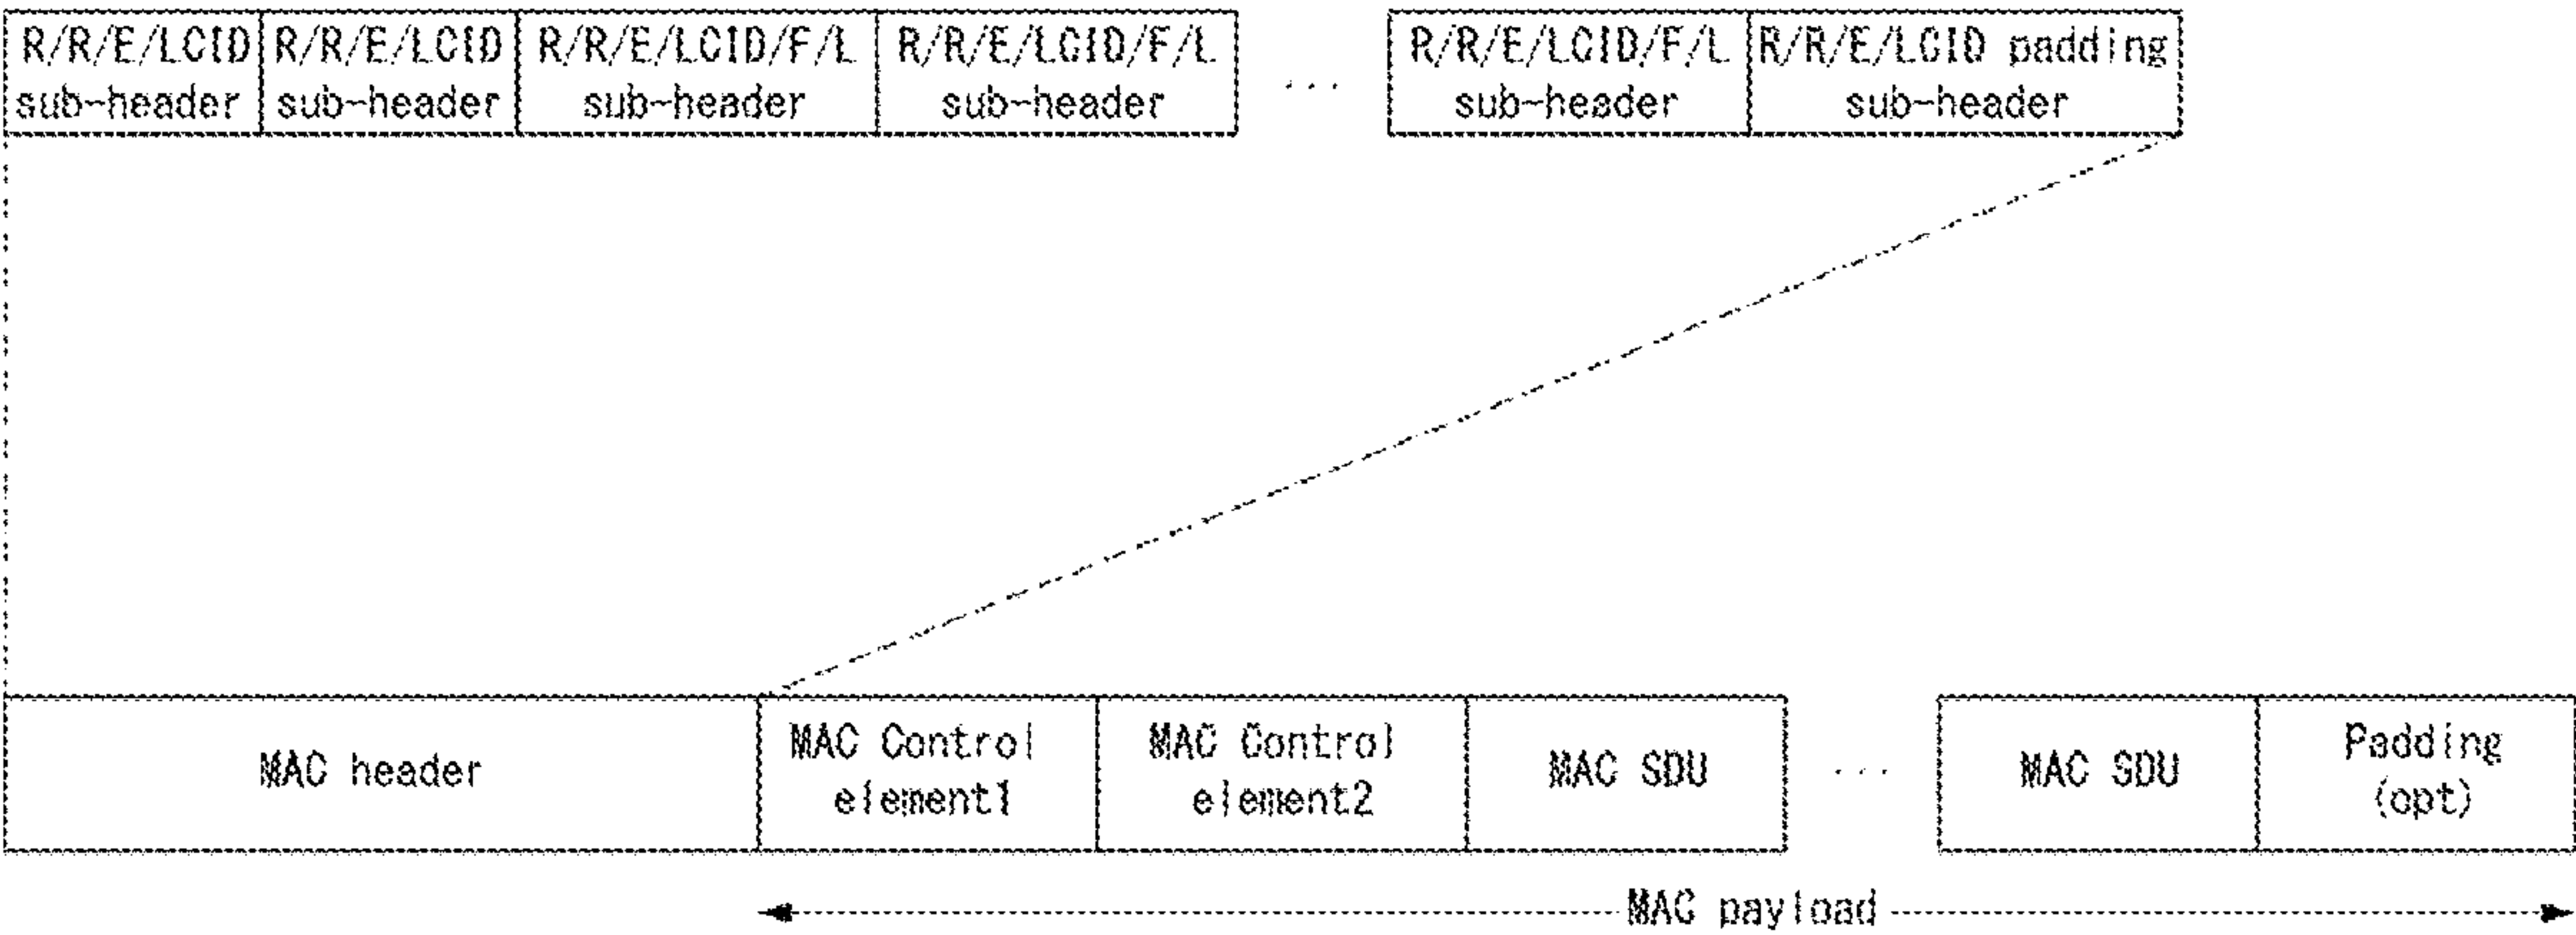 R/R/E/LCID R/R/E/LCID R/R/E/LCID/F/L R/R/E/LCID/F/L R/R/E/LCID/F/L R/R/E/LCID padding
sub-header sub-header sub-header sub-header ... sub-header sub-header
MAC header
MAC Control
element1
MAC Control
element2
MAC SDU
...
MAC SDU
Padding
(opt)
MAC payload